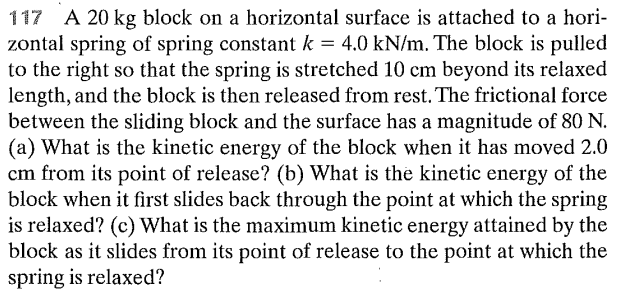 117 A 20 kg block on a horizontal surface is attached to a hori-
zontal spring of spring constant k = 4.0 kN/m. The block is pulled
to the right so that the spring is stretched 10 cm beyond its relaxed
length, and the block is then released from rest. The frictional force
between the sliding block and the surface has a magnitude of 80 N.
(a) What is the kinetic energy of the block when it has moved 2.0
cm from its point of release? (b) What is the kinetic energy of the
block when it first slides back through the point at which the spring
is relaxed? (c) What is the maximum kinetic energy attained by the
block as it slides from its point of release to the point at which the
spring is relaxed?